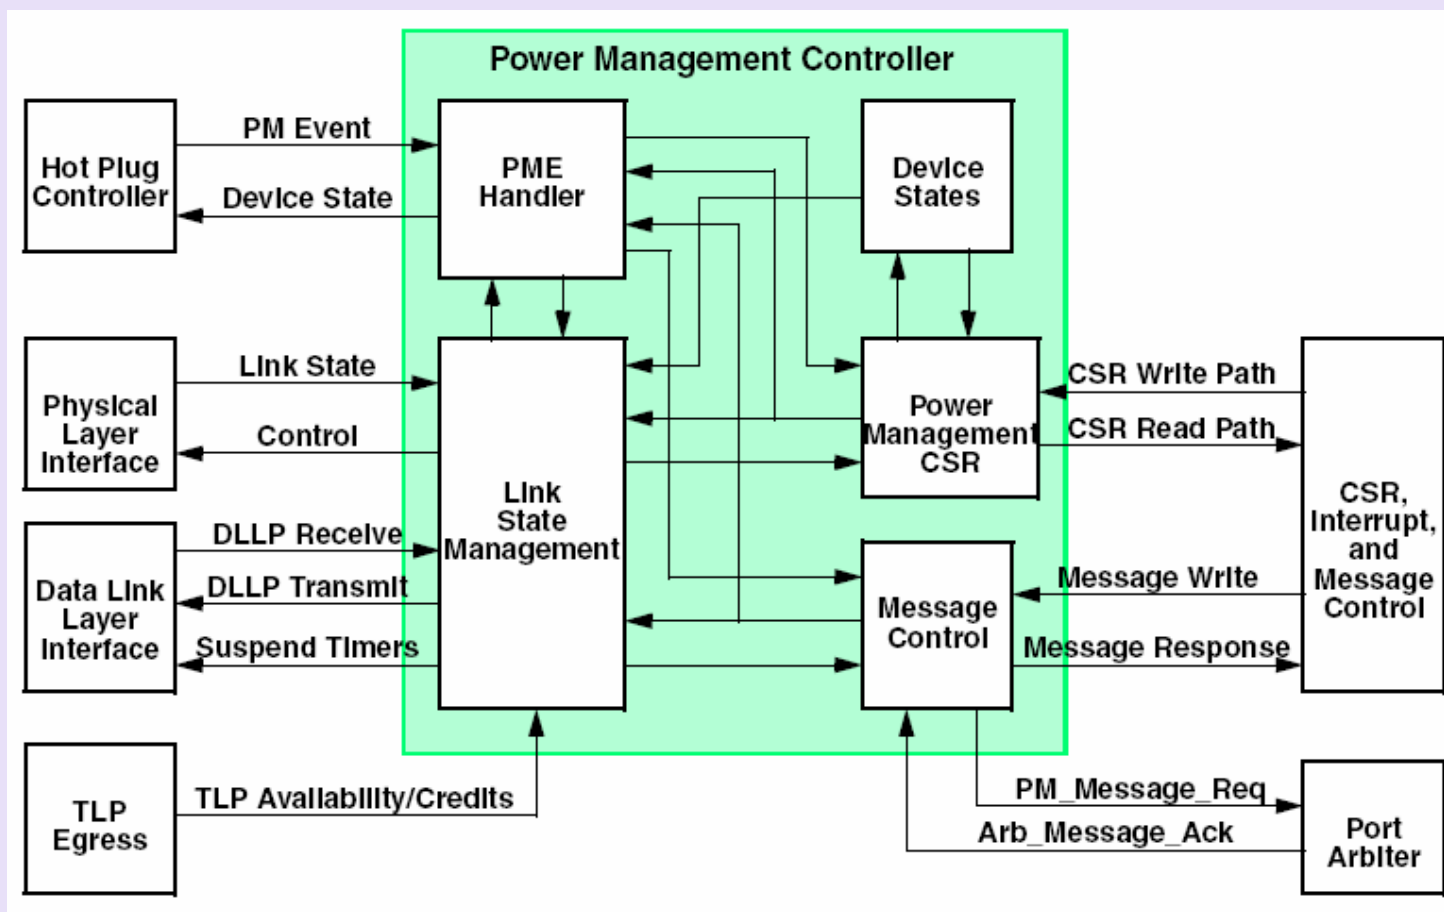 Power Management Controller
Hot Plug
Controller
PM Event
Device State
PME
Handler
Device
States
Physical
Layer
Interface
Link State
Control
Link
State
Management
Power
Management
CSR
CSR Write Path
CSR Read Path
CSR,
Interrupt,
and
Message
Control
Data Link
Layer
Interface
DLLP Receive
DLLP Transmit
Suspend Timers
Message
Control
Message Write
Message Response
TLP
Egress
TLP Availability/Credits
PM_Message_Req
Arb_Message_Ack
Port
Arbiter